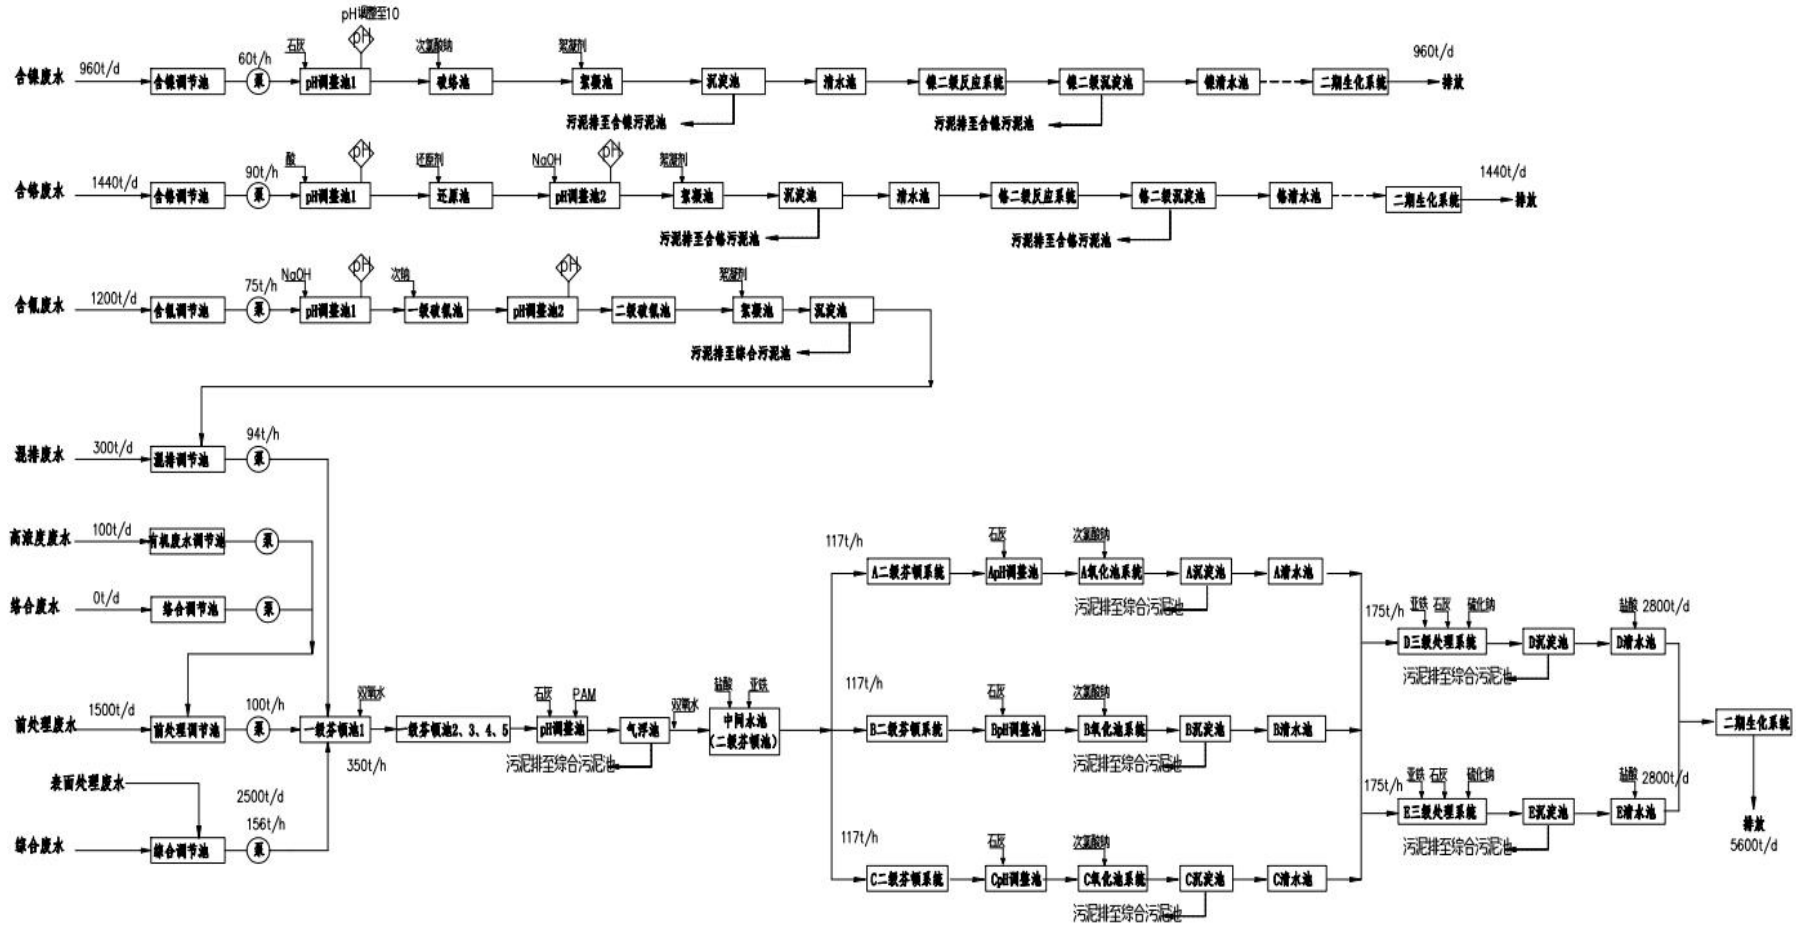 pH调整至10
石灰
pH
次氯酸钠
絮凝剂
含镍废水
960t/d
含镍调节池
60t/h
泵
pH调整池1
破络池
絮凝池
沉淀池
清水池
镍二级反应系统
镍二级沉淀池
镍清水池
二期生化系统
960t/d
排放
污泥排至含镍污泥池
污泥排至含镍污泥池
酸
pH
还原剂
NaOH
pH
絮凝剂
含铬废水
1440t/d
含铬调节池
90t/h
泵
pH调整池1
还原池
pH调整池2
絮凝池
沉淀池
清水池
铬二级反应系统
铬二级沉淀池
铬清水池
二期生化系统
1440t/d
排放
污泥排至含铬污泥池
污泥排至含铬污泥池
NaOH
pH
次钠
pH
絮凝剂
含氰废水
1200t/d
含氰调节池
75t/h
泵
pH调整池1
一级破氰池
pH调整池2
二级破氰池
絮凝池
沉淀池
污泥排至综合污泥池
混排废水
300t/d
混排调节池
94t/h
泵
高浓度废水
100t/d
有机废水调节池
泵
络合废水
0t/d
络合调节池
泵
前处理废水
1500t/d
前处理调节池
100t/h
泵
双氧水
一级芬顿池1
350t/h
一级芬顿池2、3、4、5
石灰
PAM
pH调整池
气浮池
污泥排至综合污泥池
双氧水
盐酸
亚铁
中间水池
(二级芬顿池)
表面处理废水
综合废水
综合调节池
2500t/d
156t/h
泵
117t/h
A二级芬顿系统
石灰
ApH调整池
次氯酸钠
A氧化池系统
A沉淀池
A清水池
污泥排至综合污泥池
117t/h
B二级芬顿系统
石灰
BpH调整池
次氯酸钠
B氧化池系统
B沉淀池
B清水池
污泥排至综合污泥池
117t/h
C二级芬顿系统
石灰
CpH调整池
次氯酸钠
C氧化池系统
C沉淀池
C清水池
污泥排至综合污泥池
175t/h
亚铁
石灰
硫化钠
D三级处理系统
D沉淀池
盐酸
2800t/d
D清水池
污泥排至综合污泥池
175t/h
亚铁
石灰
硫化钠
E三级处理系统
E沉淀池
盐酸
2800t/d
E清水池
污泥排至综合污泥池
二期生化系统
排放
5600t/d